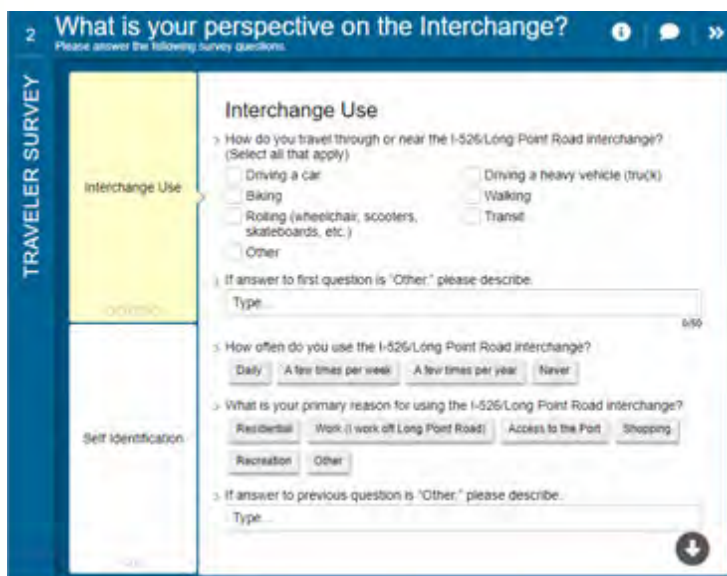 2
What is your perspective on the Interchange?
Please answer the following survey questions.
TRAVELER SURVEY
Interchange Use
Self Identification
Interchange Use
How do you travel through or near the I-526/Long Point Road interchange?
(Select all that apply)
Driving a car
Driving a heavy vehicle (truck)
Biking
Walking
Rolling (wheelchair, scooters,
skateboards, etc.)
Transit
Other
If answer to first question is "Other," please describe.
Type...
0/50
How often do you use the I-526/Long Point Road interchange?
Daily
A few times per week
A few times per year
Never
What is your primary reason for using the I-526/Long Point Road interchange?
Residential
Work (I work off Long Point Road)
Access to the Port
Shopping
Recreation
Other
If answer to previous question is "Other," please describe.
Type...